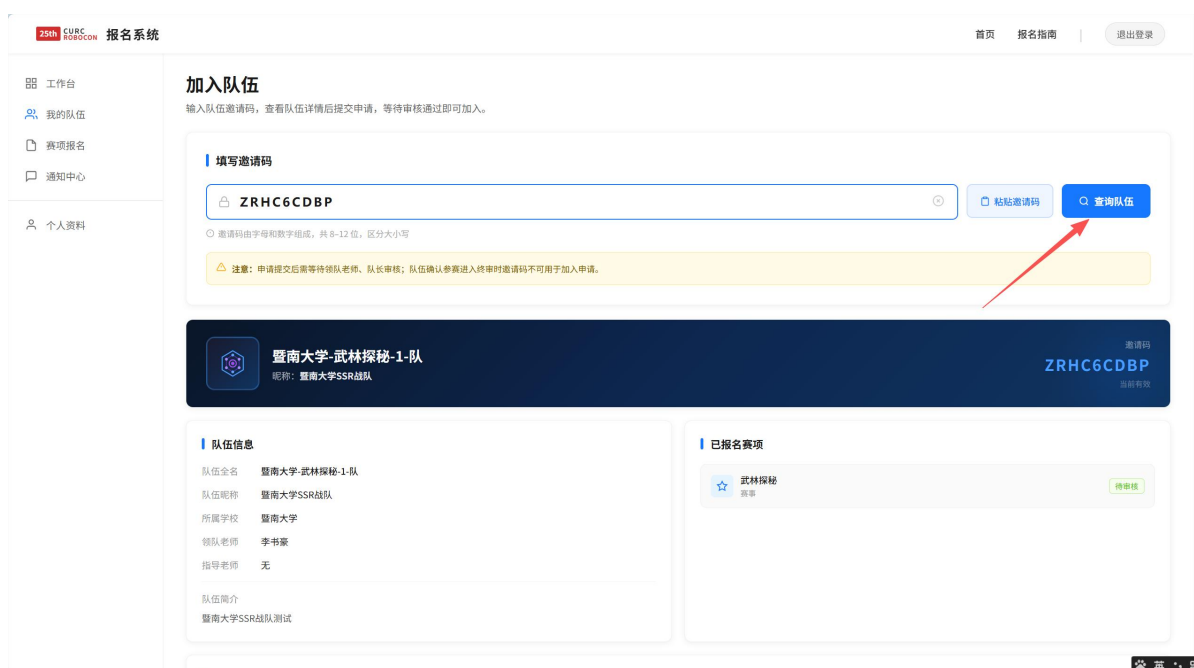 25th CURC ROBOCON 报名系统
首页 报名指南 | 退出登录
工作台
我的队伍
赛项报名
通知中心
个人资料
加入队伍
输入队伍邀请码，查看队伍详情后提交申请，等待审核通过即可加入。
填写邀请码
ZRHC6CDBP
粘贴邀请码
查询队伍
邀请码由字母和数字组成，共 8–12 位，区分大小写
注意：申请提交后需等待领队老师、队长审核；队伍确认参赛进入终审时邀请码不可用于加入申请。
暨南大学-武林探秘-1-队
昵称：暨南大学SSR战队
邀请码
ZRHC6CDBP
当前有效
队伍信息
队伍全名 暨南大学-武林探秘-1-队
队伍昵称 暨南大学SSR战队
所属学校 暨南大学
领队老师 李书豪
指导老师 无
队伍简介
暨南大学SSR战队测试
已报名赛项
武林探秘
赛事
待审核
英